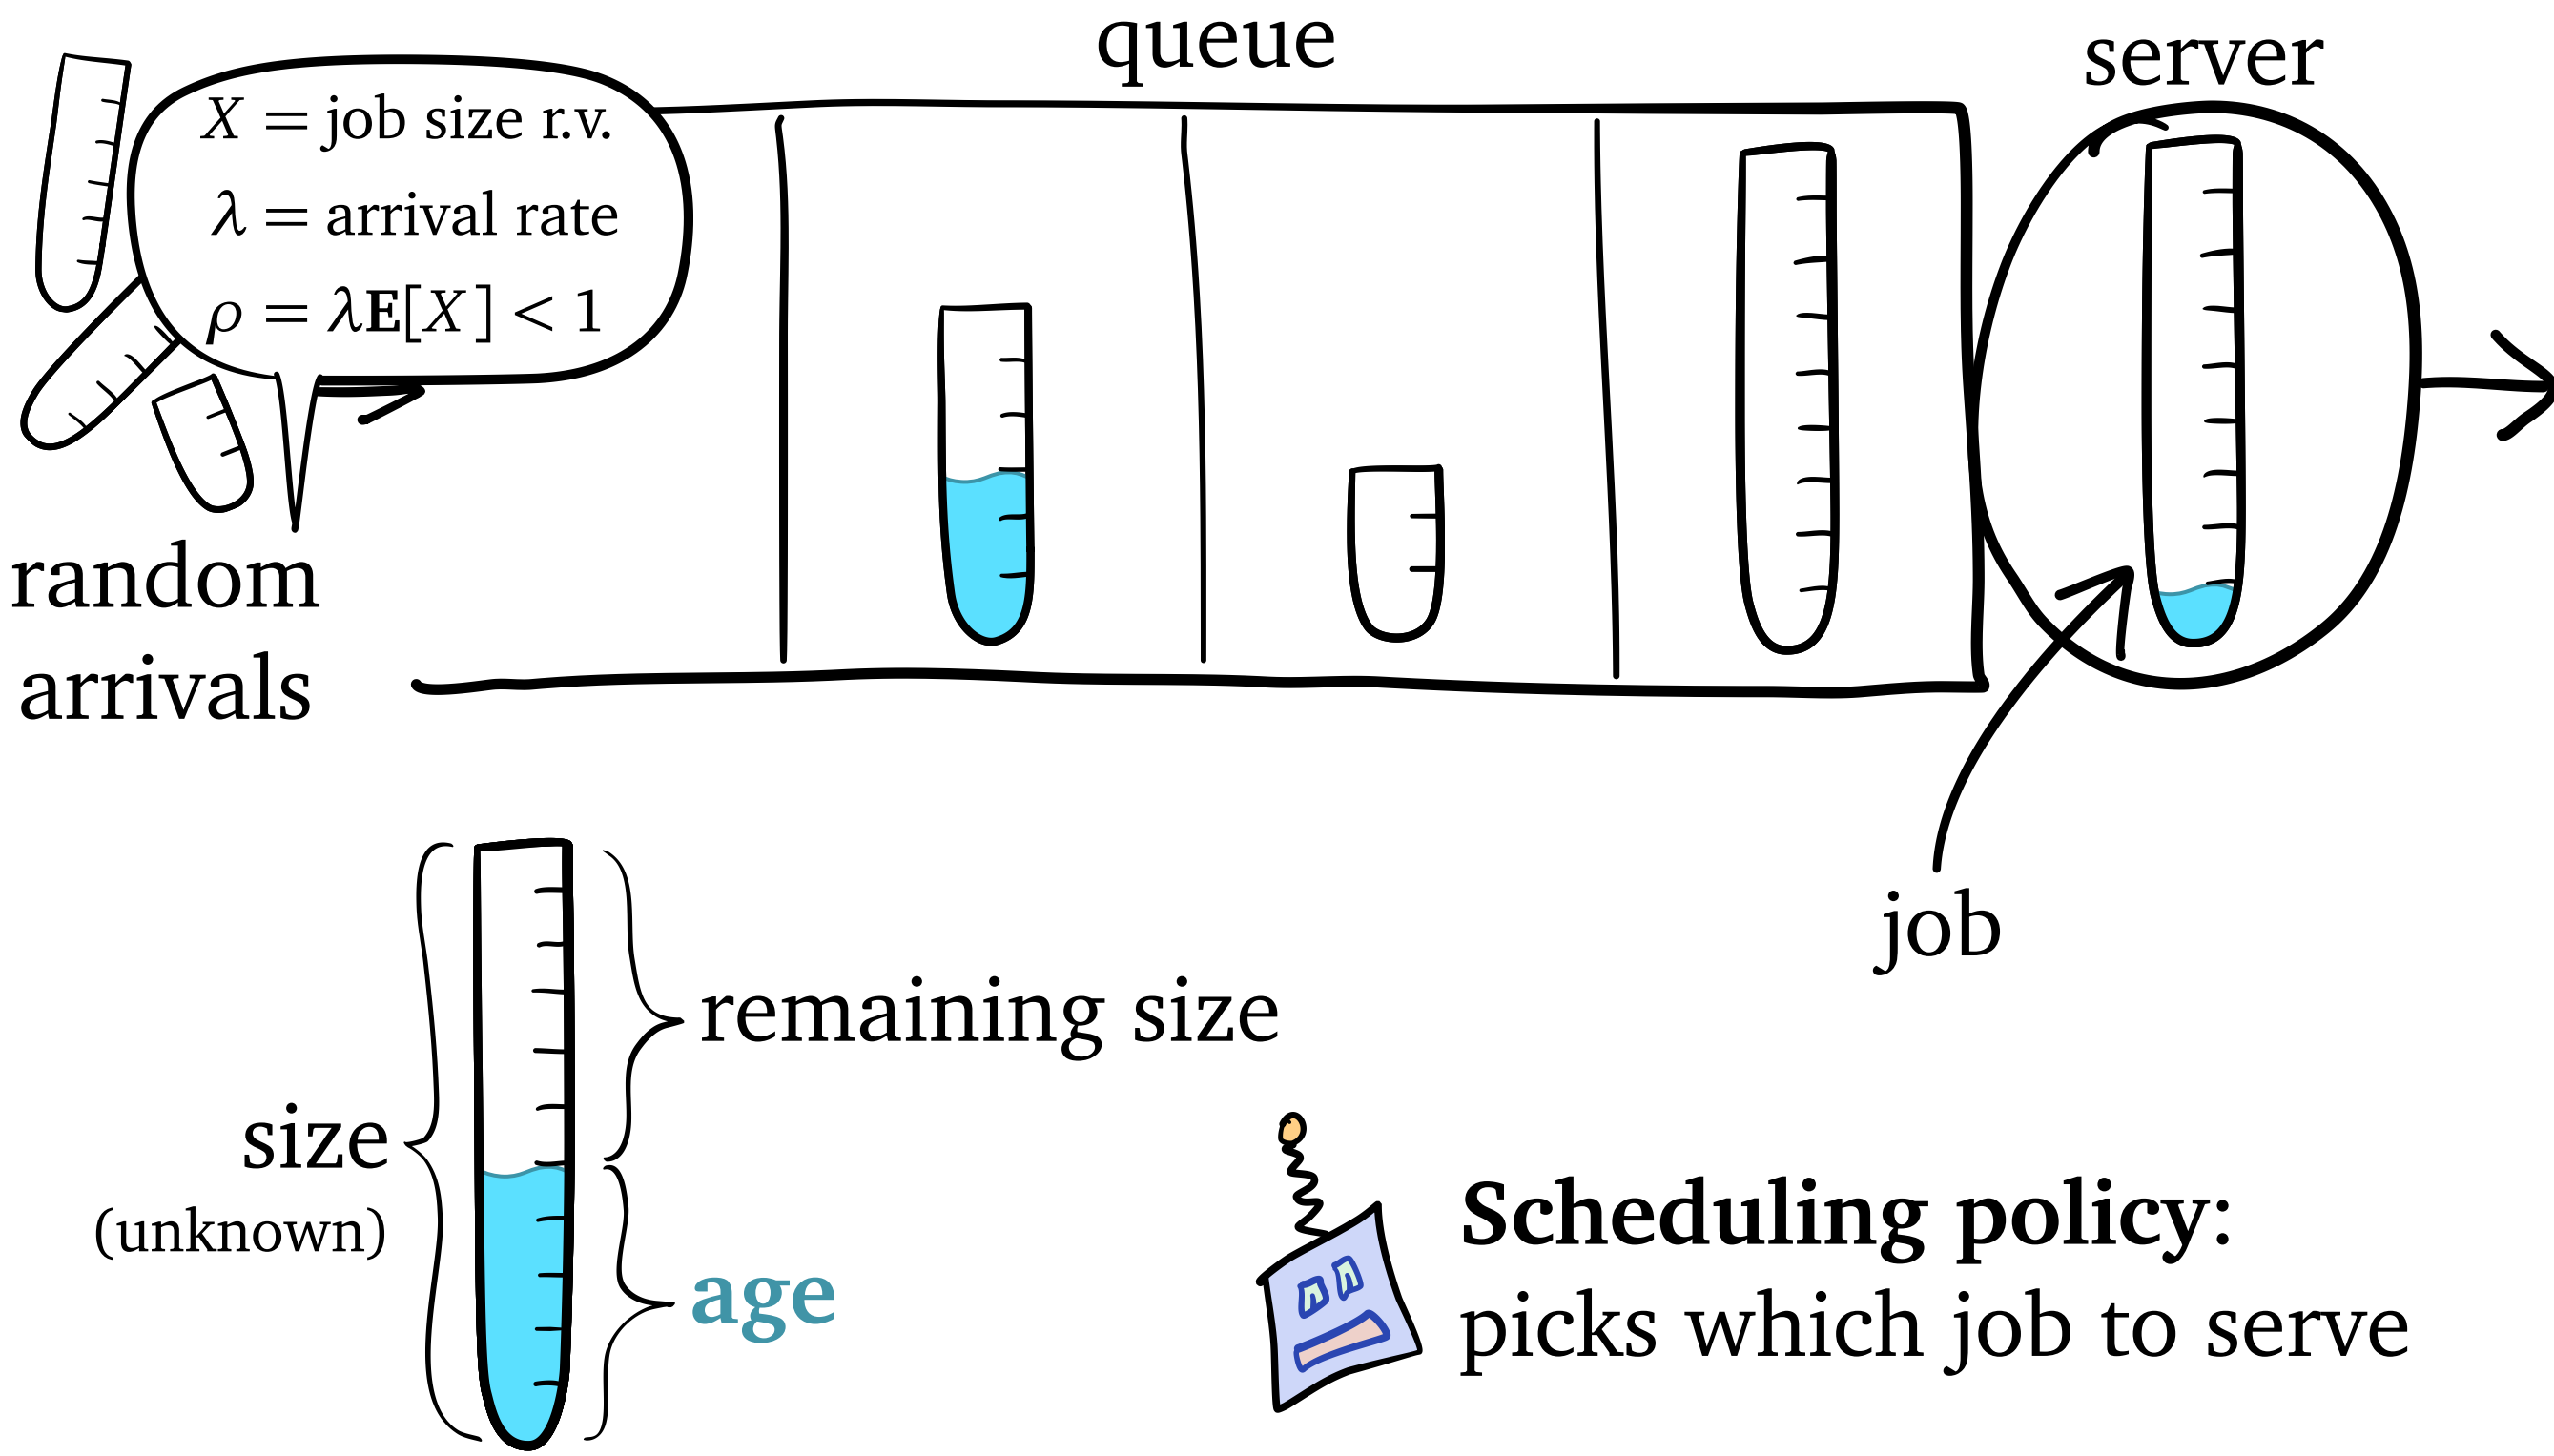 queue
server
X = job size r.v.
λ = arrival rate
ρ = λE[X] < 1
random
arrivals
job
remaining size
size
(unknown)
age
Scheduling policy:
picks which job to serve